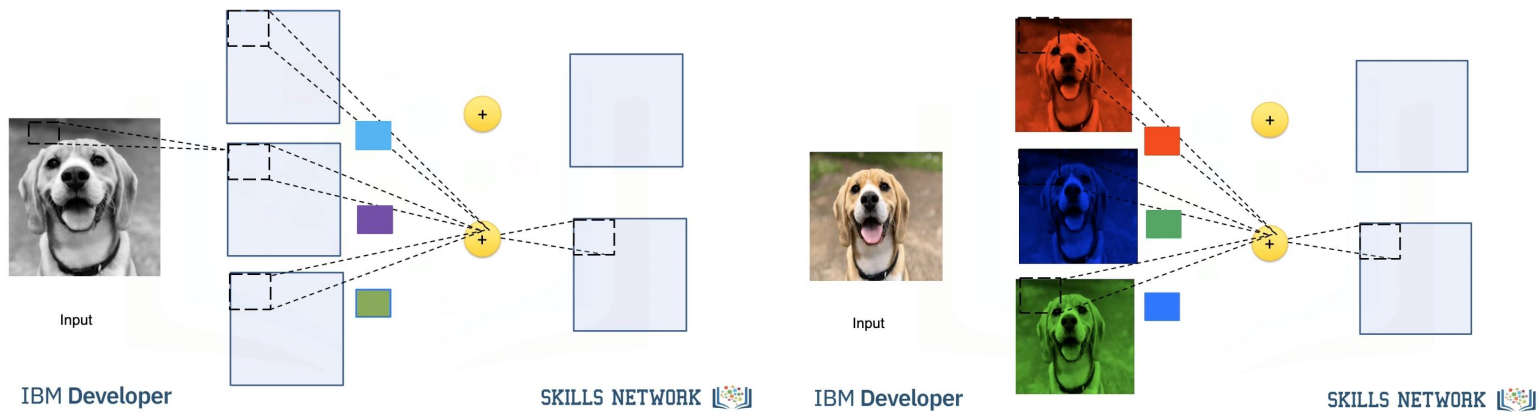 +
+
Input
IBM Developer
SKILLS NETWORK
+
+
Input
IBM Developer
SKILLS NETWORK